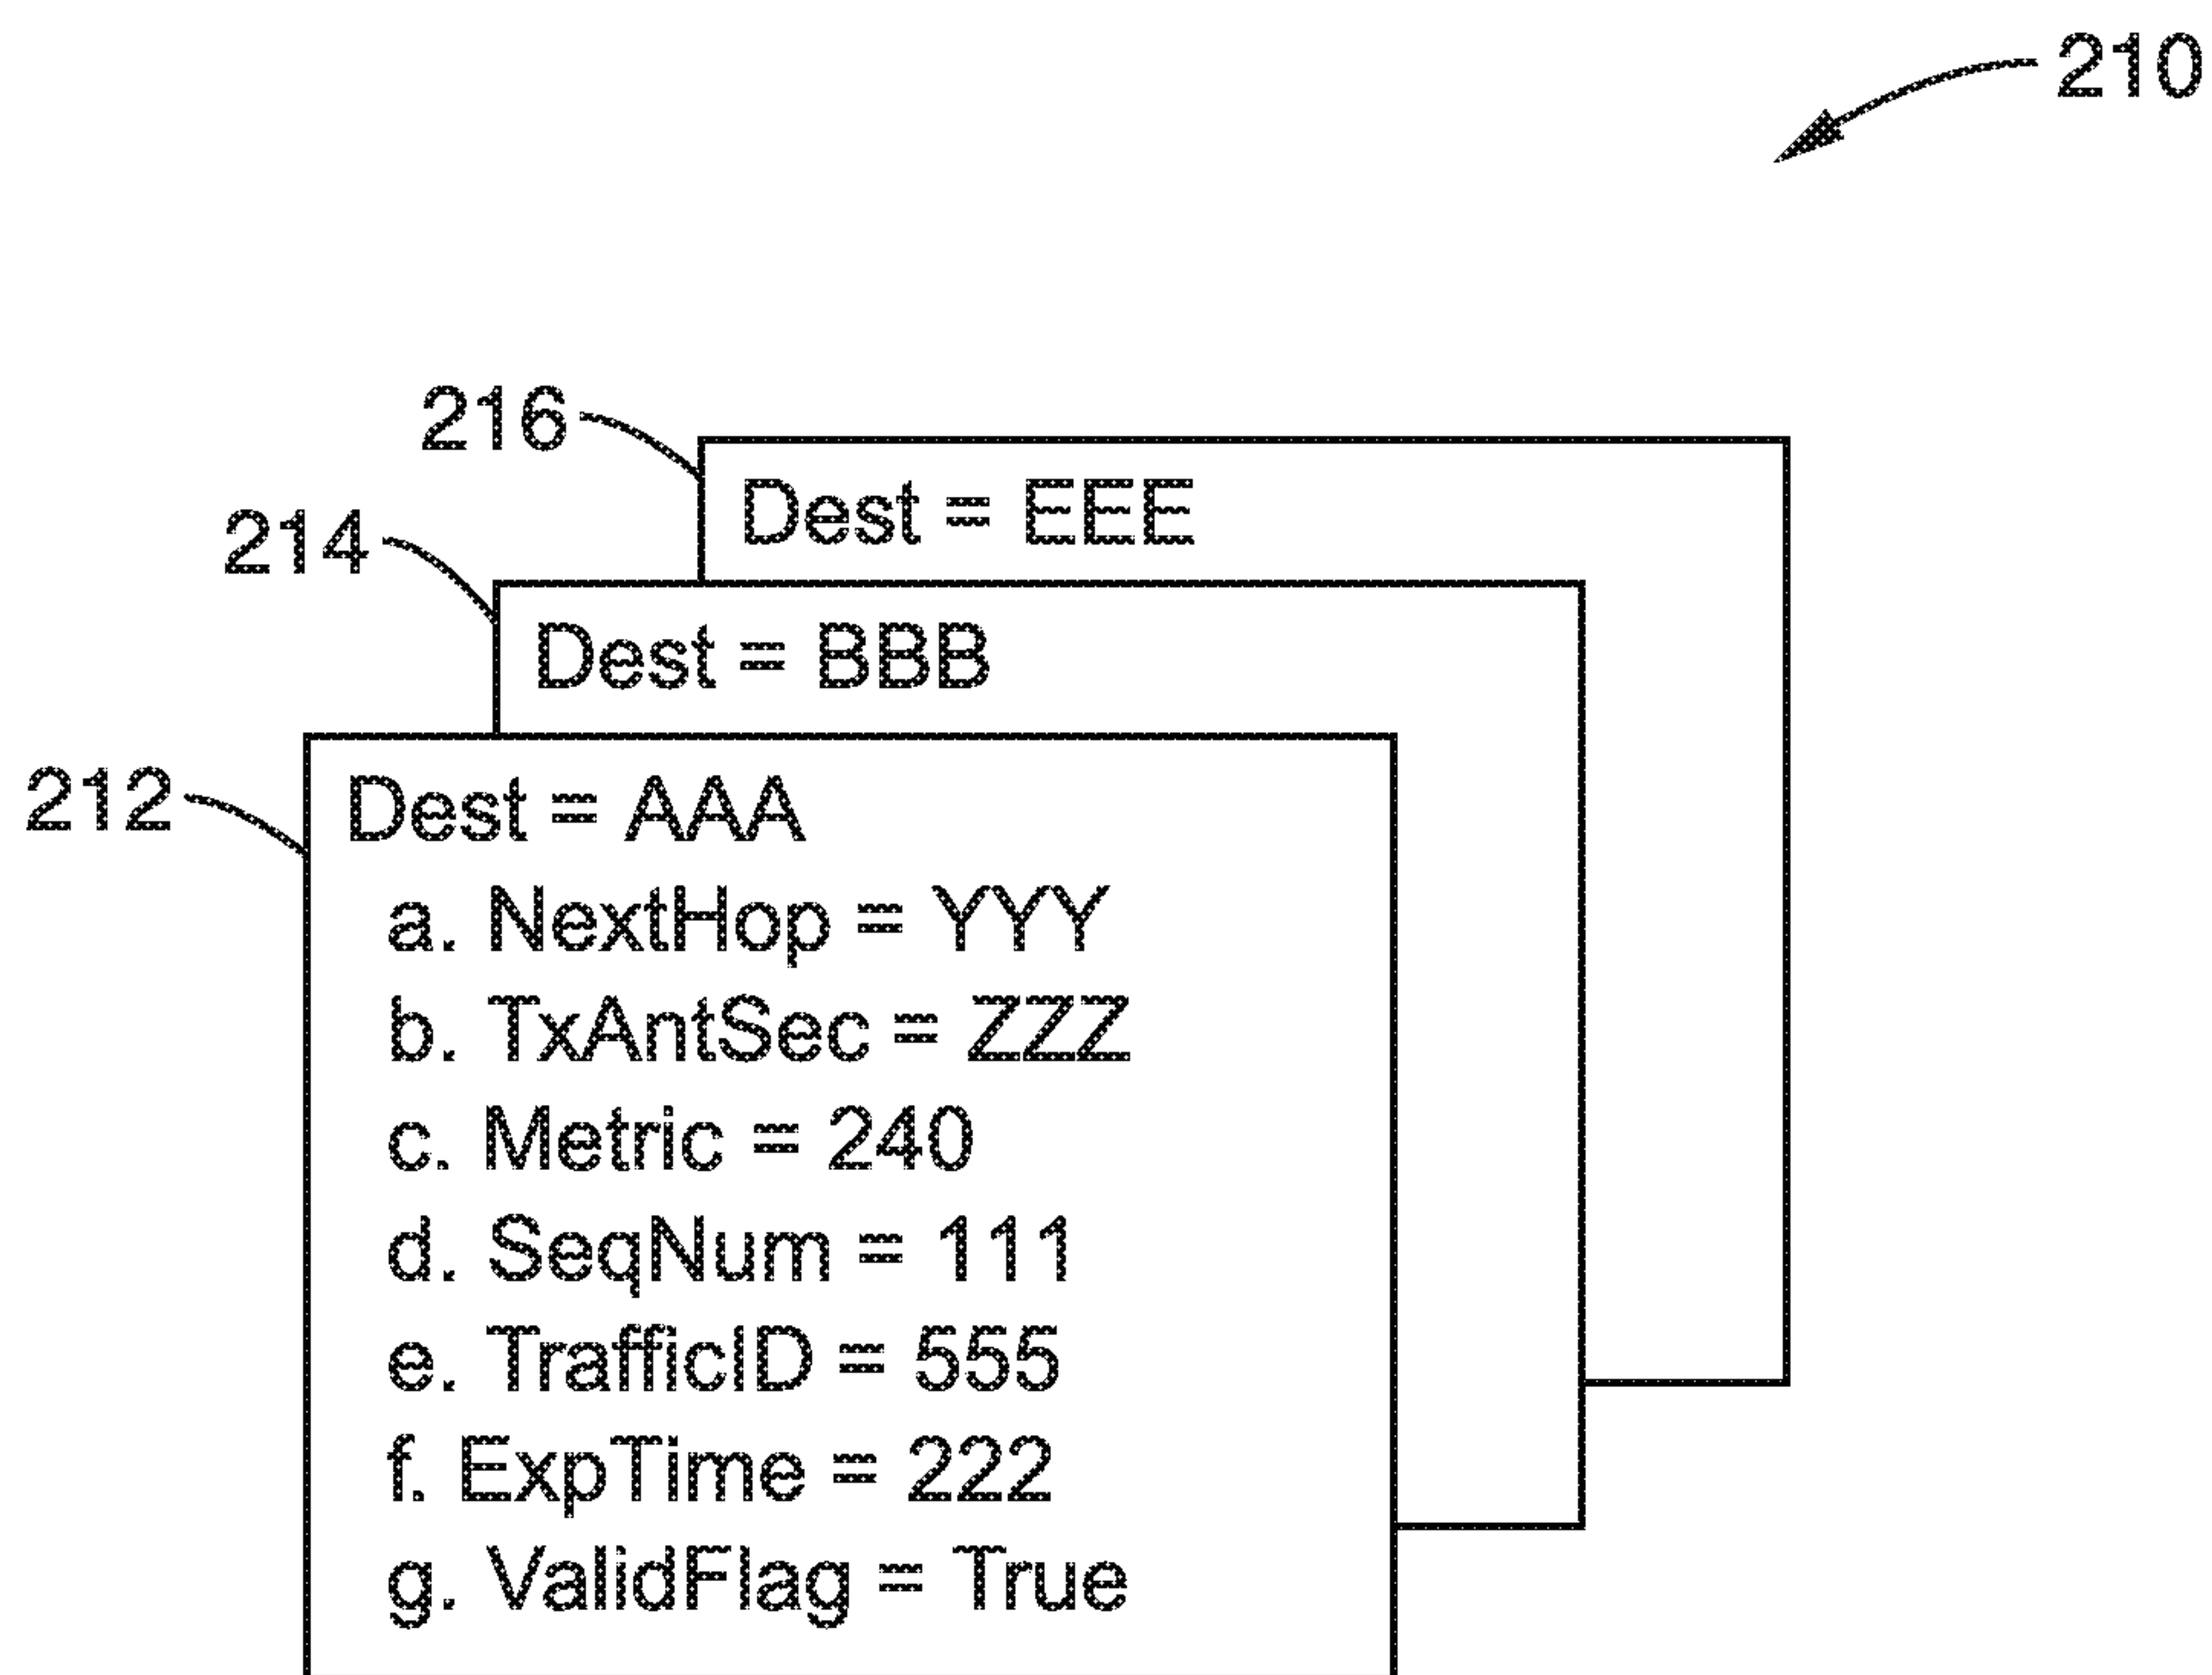 210
216
Dest = EEE
214
Dest = BBB
212
Dest = AAA
a. NextHop = YYY
b. TxAntSec = ZZZ
c. Metric = 240
d. SeqNum = 111
e. TrafficID = 555
f. ExpTime = 222
g. ValidFlag = True